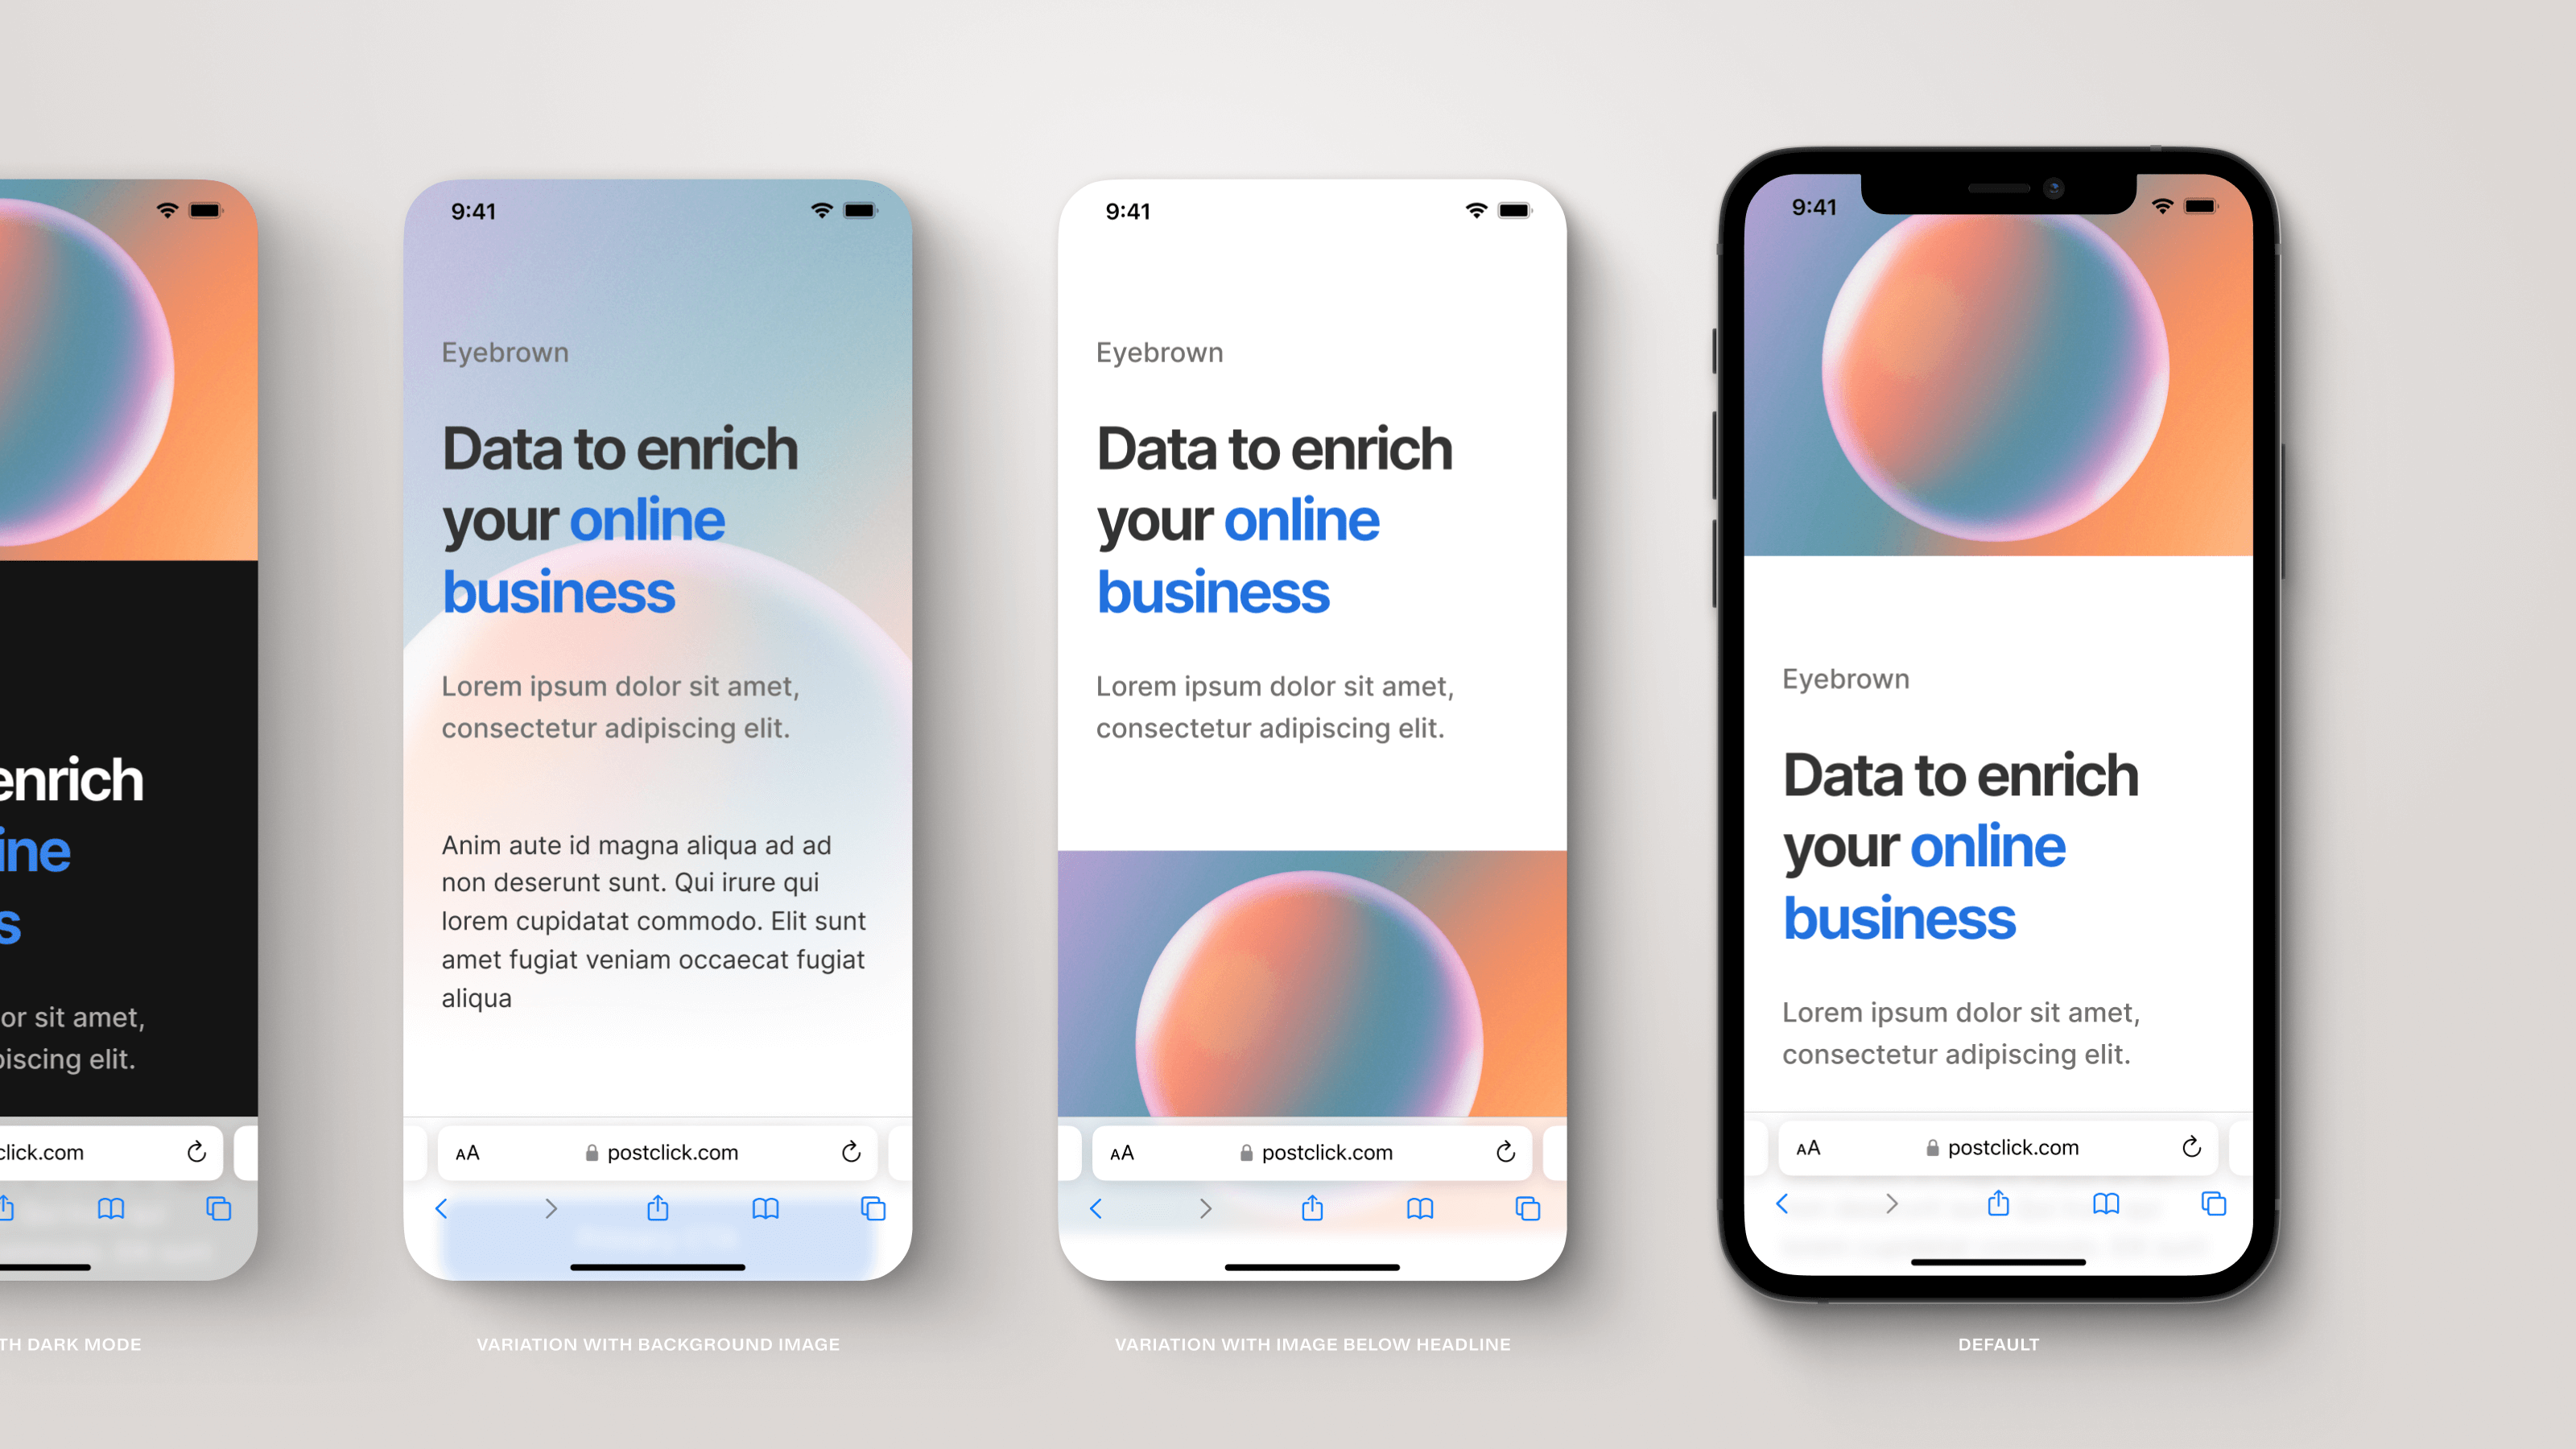 enrich
ine
s
or sit amet,
piscing elit.
click.com
TH DARK MODE
9:41
Eyebrown
Data to enrich
your online
business
Lorem ipsum dolor sit amet,
consectetur adipiscing elit.
Anim aute id magna aliqua ad ad
non deserunt sunt. Qui irure qui
lorem cupidatat commodo. Elit sunt
amet fugiat veniam occaecat fugiat
aliqua
AA postclick.com
VARIATION WITH BACKGROUND IMAGE
9:41
Eyebrown
Data to enrich
your online
business
Lorem ipsum dolor sit amet,
consectetur adipiscing elit.
AA postclick.com
VARIATION WITH IMAGE BELOW HEADLINE
9:41
Eyebrown
Data to enrich
your online
business
Lorem ipsum dolor sit amet,
consectetur adipiscing elit.
AA postclick.com
DEFAULT